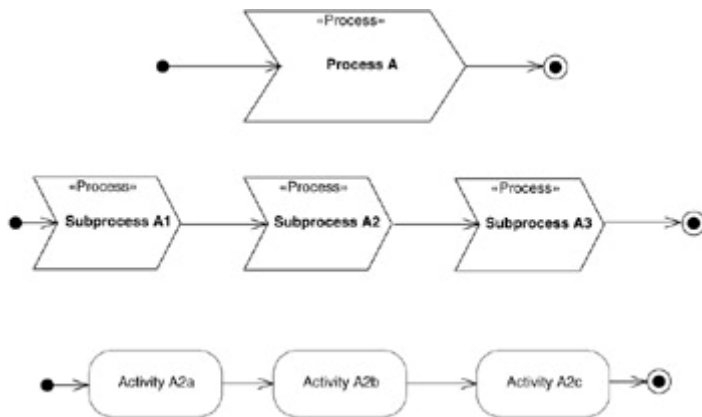 «Process»
Process A
«Process»
Subprocess A1
«Process»
Subprocess A2
«Process»
Subprocess A3
Activity A2a
Activity A2b
Activity A2c